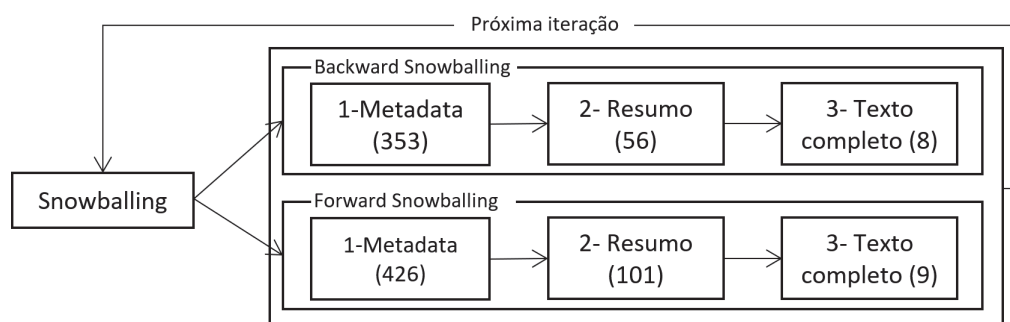 Próxima iteração
Backward Snowballing
1-Metadata
(353)
2- Resumo
(56)
3- Texto
completo (8)
Snowballing
Forward Snowballing
1-Metadata
(426)
2- Resumo
(101)
3- Texto
completo (9)